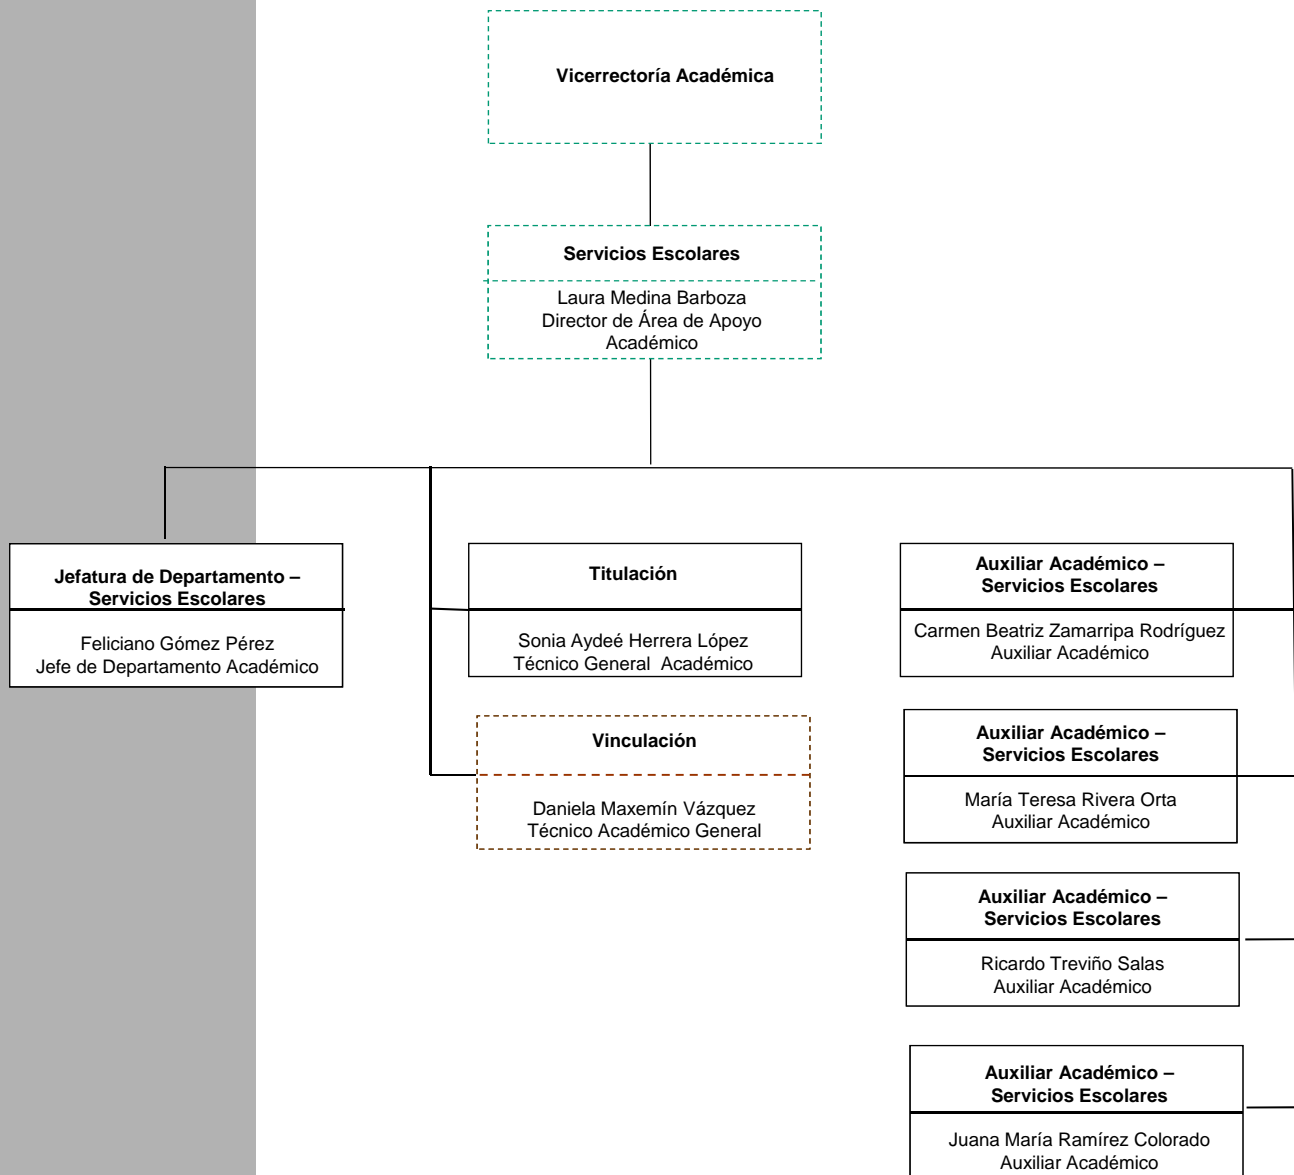 Vicerrectoría Académica
Servicios Escolares
Laura Medina Barboza
Director de Área de Apoyo
Académico
Jefatura de Departamento –
Servicios Escolares
Feliciano Gómez Pérez
Jefe de Departamento Académico
Titulación
Sonia Aydeé Herrera López
Técnico General Académico
Vinculación
Daniela Maxemín Vázquez
Técnico Académico General
Auxiliar Académico –
Servicios Escolares
Carmen Beatriz Zamarripa Rodríguez
Auxiliar Académico
Auxiliar Académico –
Servicios Escolares
María Teresa Rivera Orta
Auxiliar Académico
Auxiliar Académico –
Servicios Escolares
Ricardo Treviño Salas
Auxiliar Académico
Auxiliar Académico –
Servicios Escolares
Juana María Ramírez Colorado
Auxiliar Académico